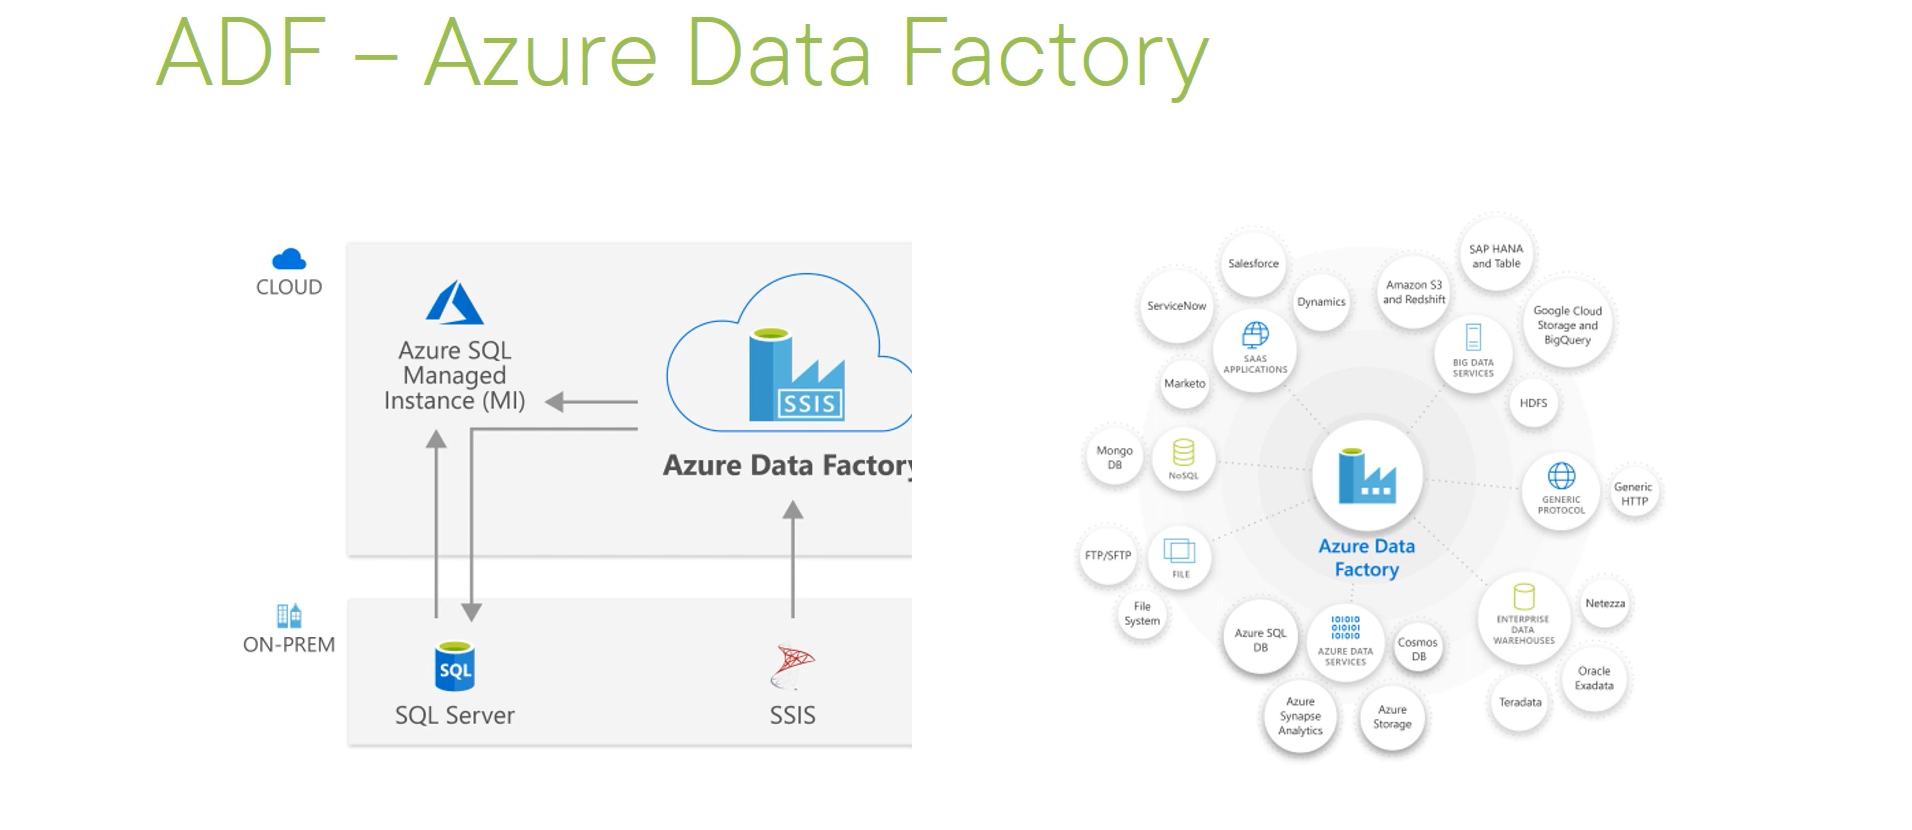 ADF – Azure Data Factory
CLOUD
Azure SQL
Managed
Instance (MI)
SSIS
Azure Data Factory
ON-PREM
SQL
SQL Server
SSIS
Salesforce
ServiceNow
Dynamics
SAAS
APPLICATIONS
Marketo
Amazon S3
and Redshift
SAP HANA
and Table
Google Cloud
Storage and
BigQuery
BIG DATA
SERVICES
HDFS
Mongo
DB
NoSQL
GENERIC
PROTOCOL
Generic
HTTP
Azure Data
Factory
FTP/SFTP
FILE
File
System
Azure SQL
DB
IOIOIO
OIOIOI
IOIOIO
AZURE DATA
SERVICES
Cosmos
DB
Azure
Synapse
Analytics
Azure
Storage
ENTERPRISE
DATA
WAREHOUSES
Netezza
Oracle
Exadata
Teradata